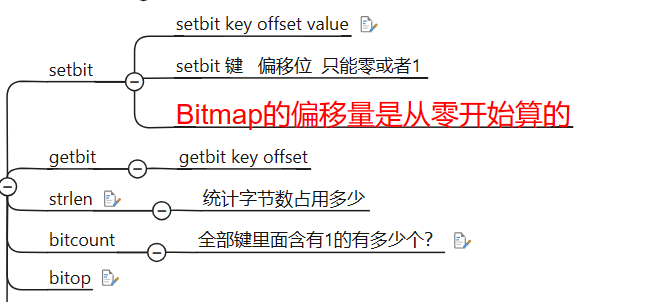 setbit key offset value
setbit
setbit 键 偏移位 只能零或者1
Bitmap的偏移量是从零开始算的
getbit
getbit key offset
strlen
统计字节数占用多少
bitcount
全部键里面含有1的有多少个？
bitop